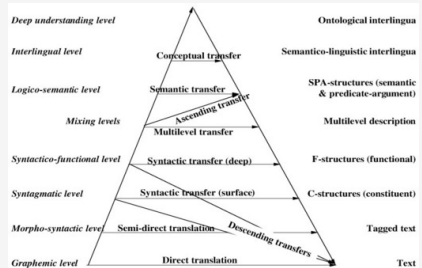 Deep understanding level
Ontological interlingua
Interlingual level
Conceptual transfer
Semantico-linguistic interlingua
Logico-semantic level
Semantic transfer
SPA-structures (semantic
& predicate-argument)
Ascending transfer
Mixing levels
Multilevel transfer
Multilevel description
Syntactico-functional level
Syntactic transfer (deep)
F-structures (functional)
Syntagmatic level
Syntactic transfer (surface)
C-structures (constituent)
Morpho-syntactic level
Semi-direct translation
Descending transfers
Tagged text
Graphemic level
Direct translation
Text